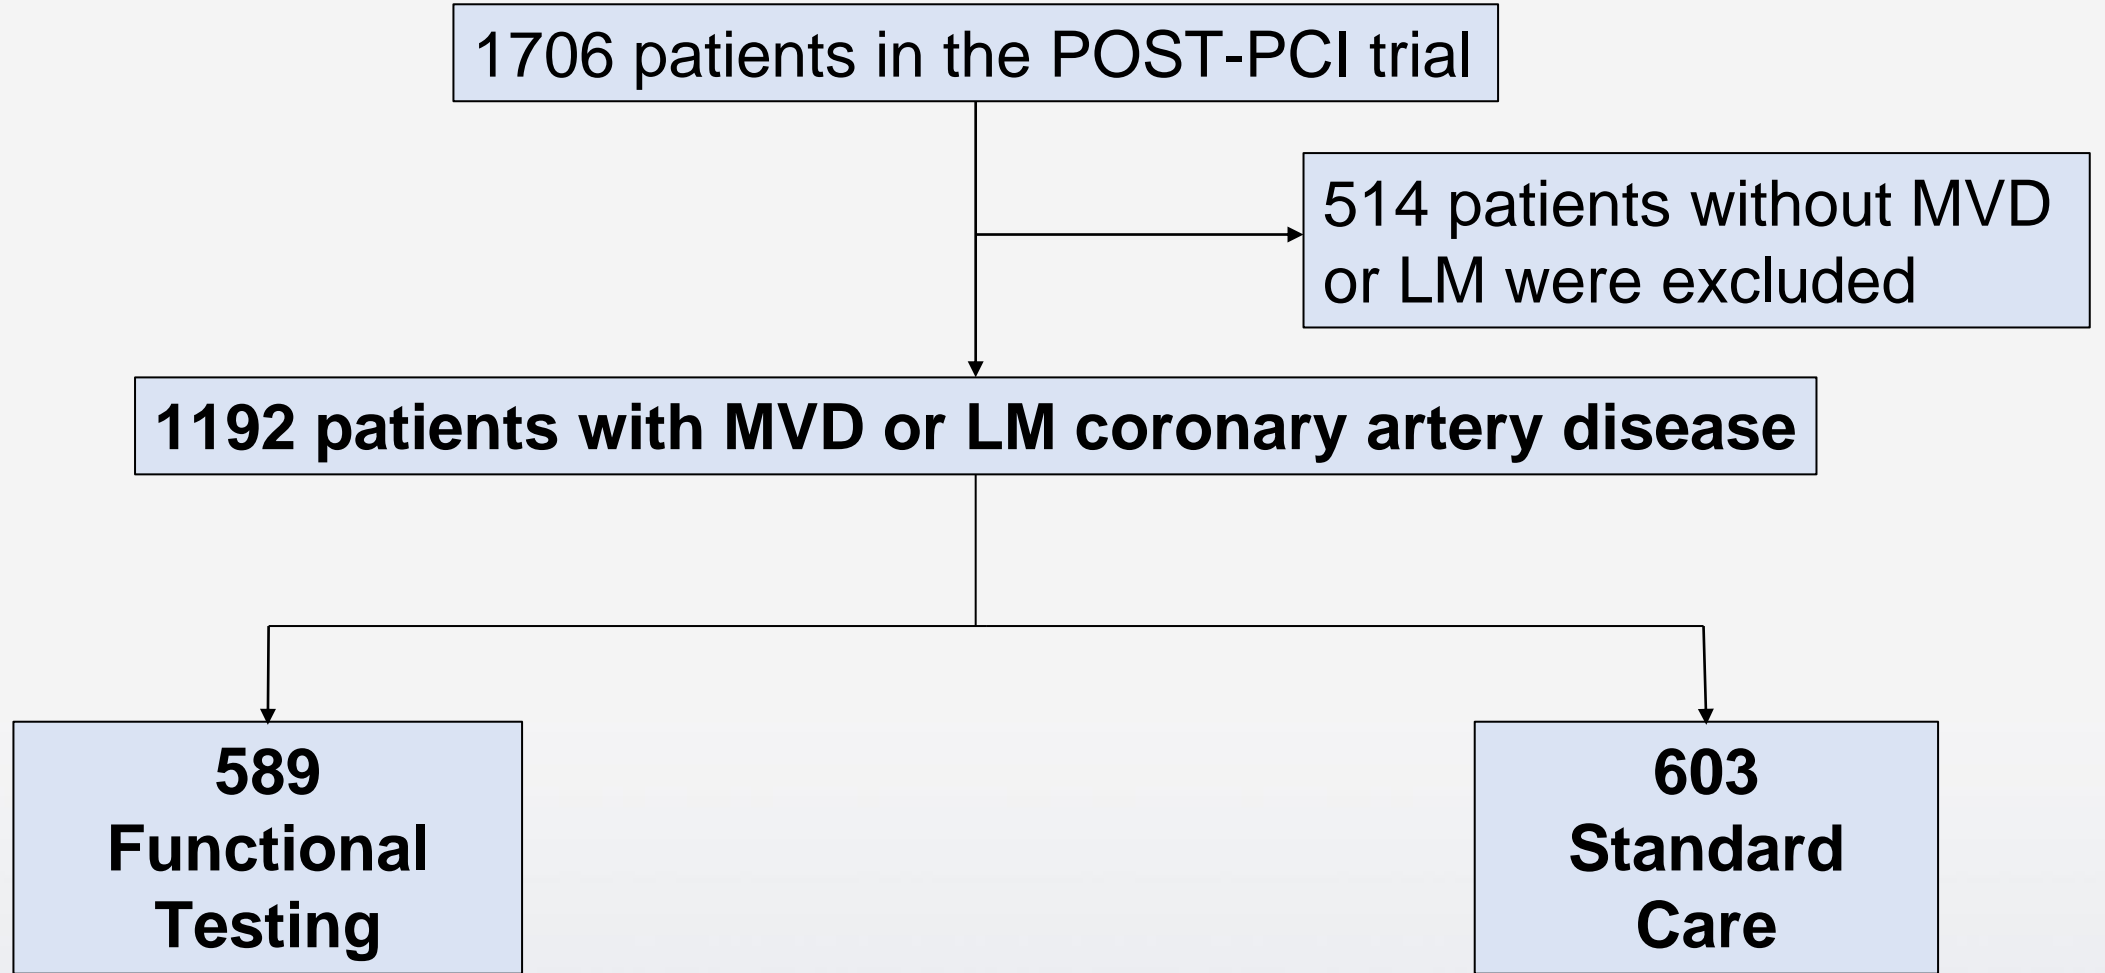 1706 patients in the POST-PCI trial
514 patients without MVD
or LM were excluded
1192 patients with MVD or LM coronary artery disease
589
Functional
Testing
603
Standard
Care